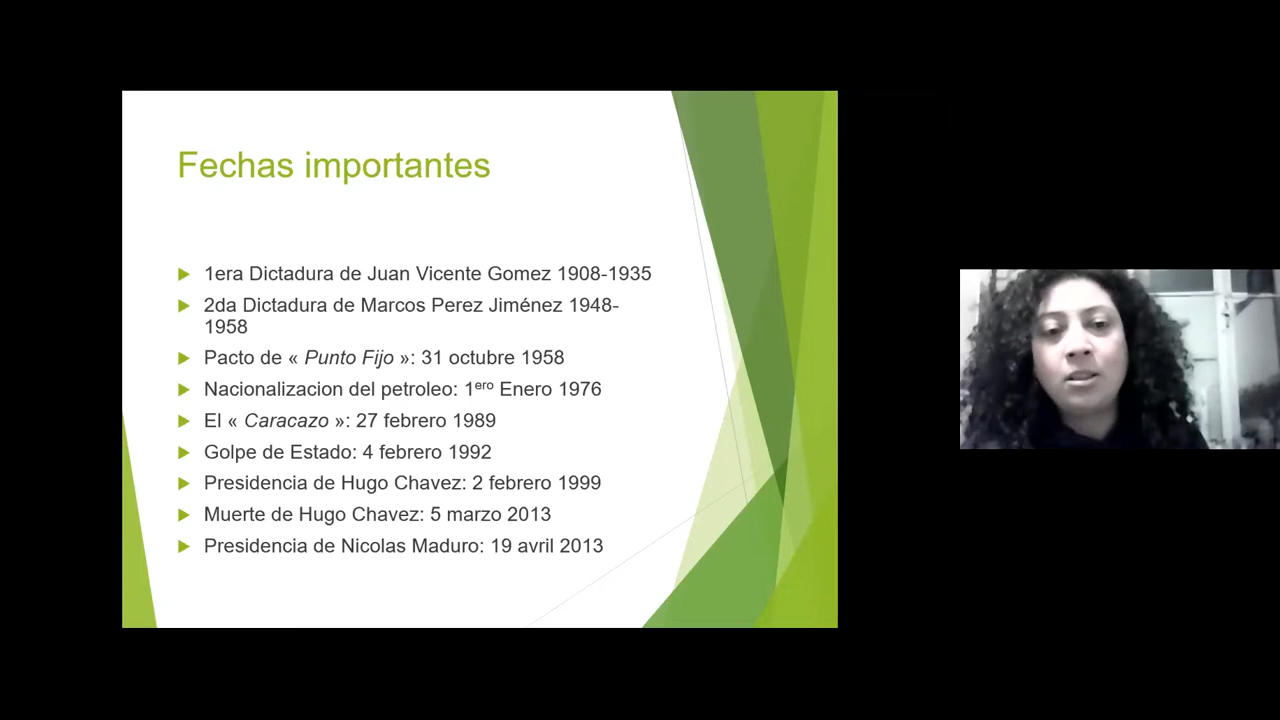 Fechas importantes
1era Dictadura de Juan Vicente Gomez 1908-1935
2da Dictadura de Marcos Perez Jiménez 1948-
1958
Pacto de « Punto Fijo »: 31 octubre 1958
Nacionalizacion del petroleo: 1ero Enero 1976
El « Caracazo »: 27 febrero 1989
Golpe de Estado: 4 febrero 1992
Presidencia de Hugo Chavez: 2 febrero 1999
Muerte de Hugo Chavez: 5 marzo 2013
Presidencia de Nicolas Maduro: 19 avril 2013